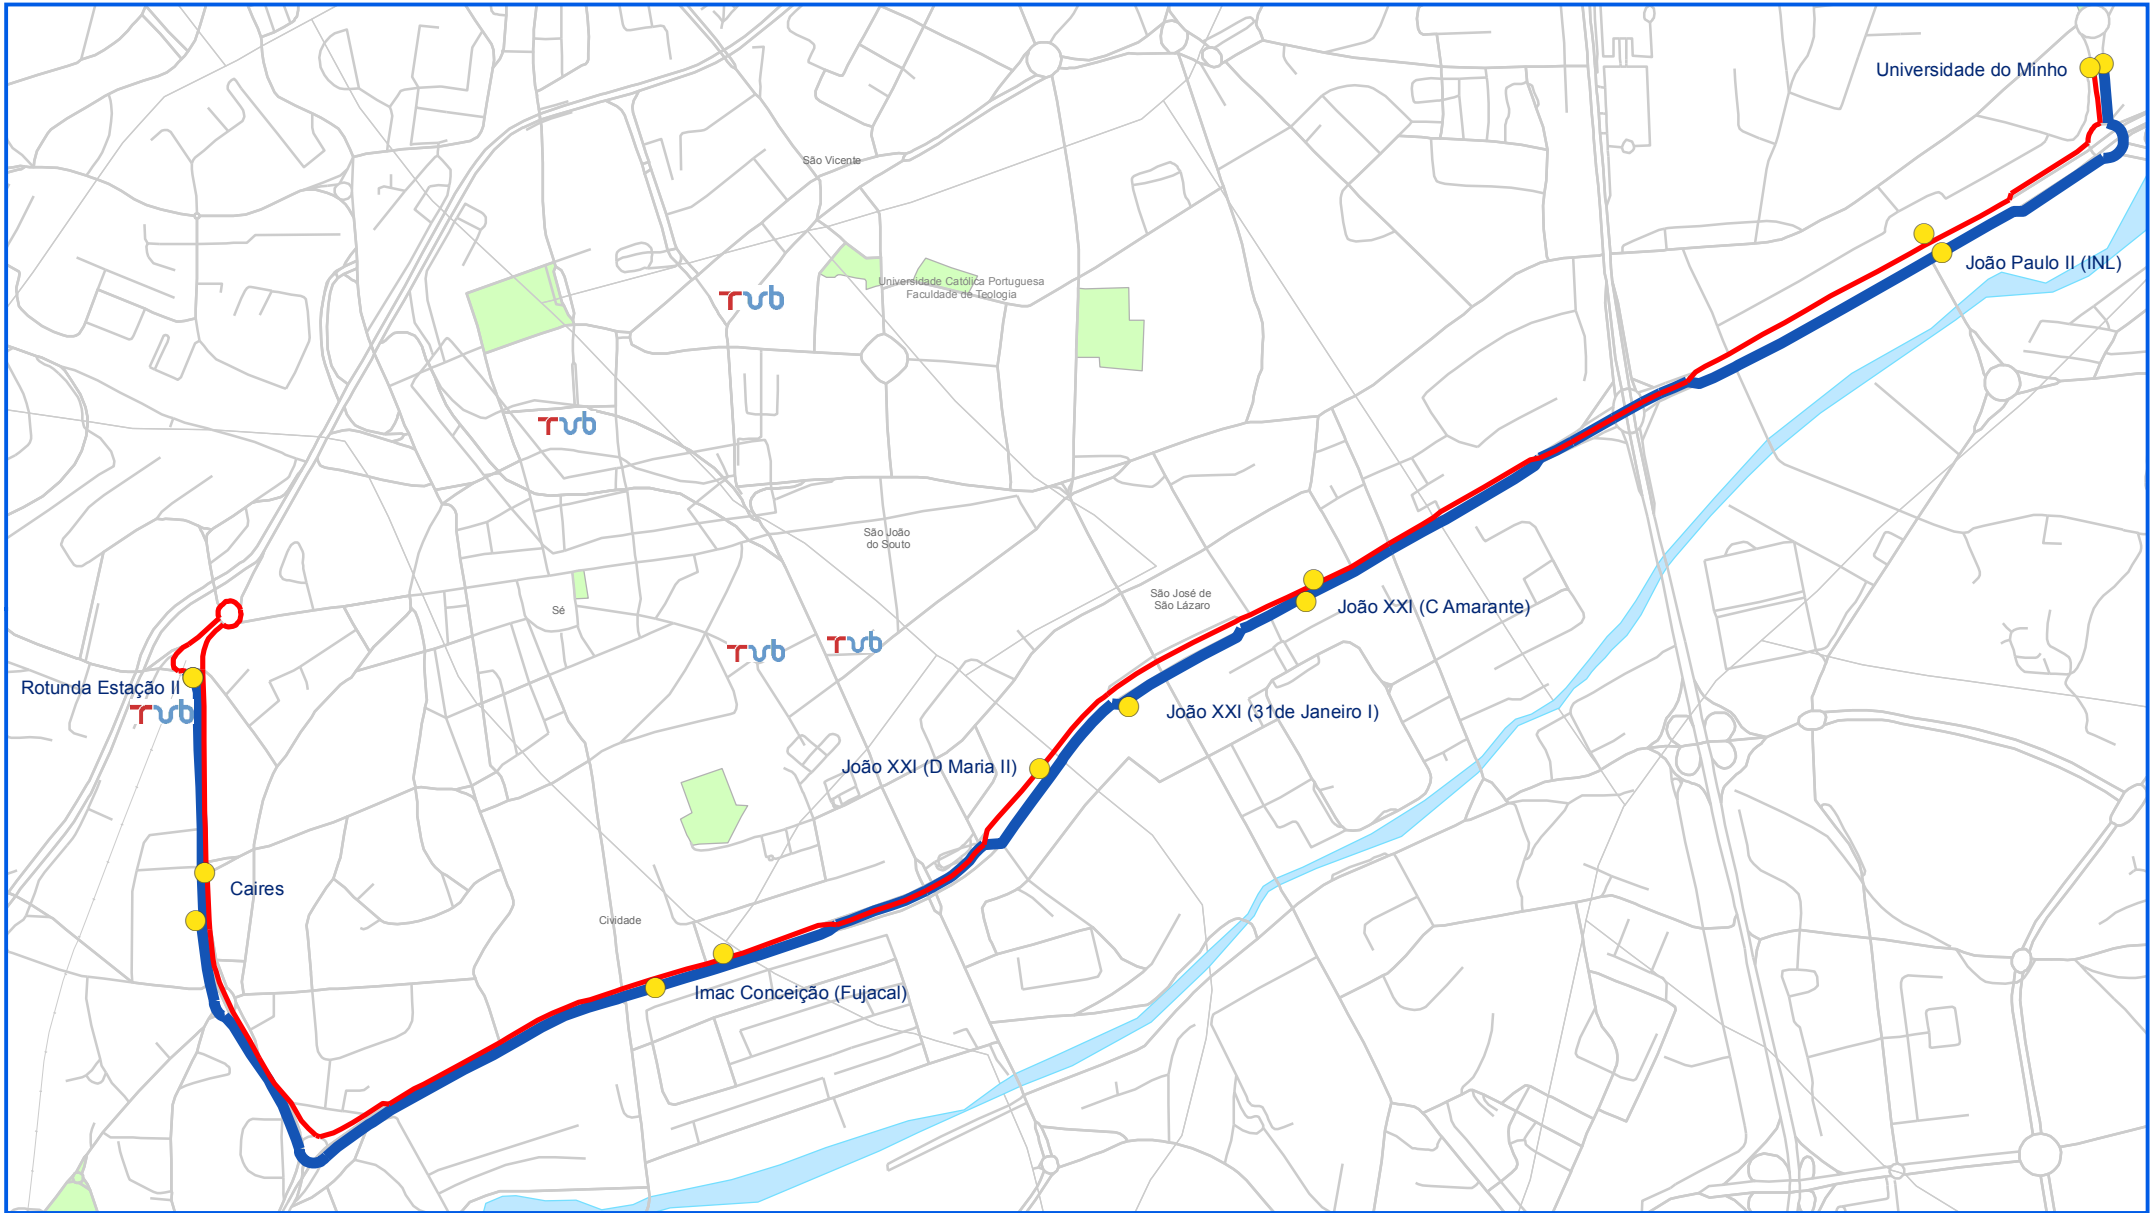 Universidade do Minho
São Vicente
João Paulo II (INL)
Universidade Católica Portuguesa
Faculdade de Teologia
TUB
TUB
São João
do Souto
São José de
São Lázaro
Sé
João XXI (C Amarante)
TUB
TUB
Rotunda Estação II
TUB
João XXI (31de Janeiro I)
João XXI (D Maria II)
Caires
Cividade
Imac Conceição (Fujacal)